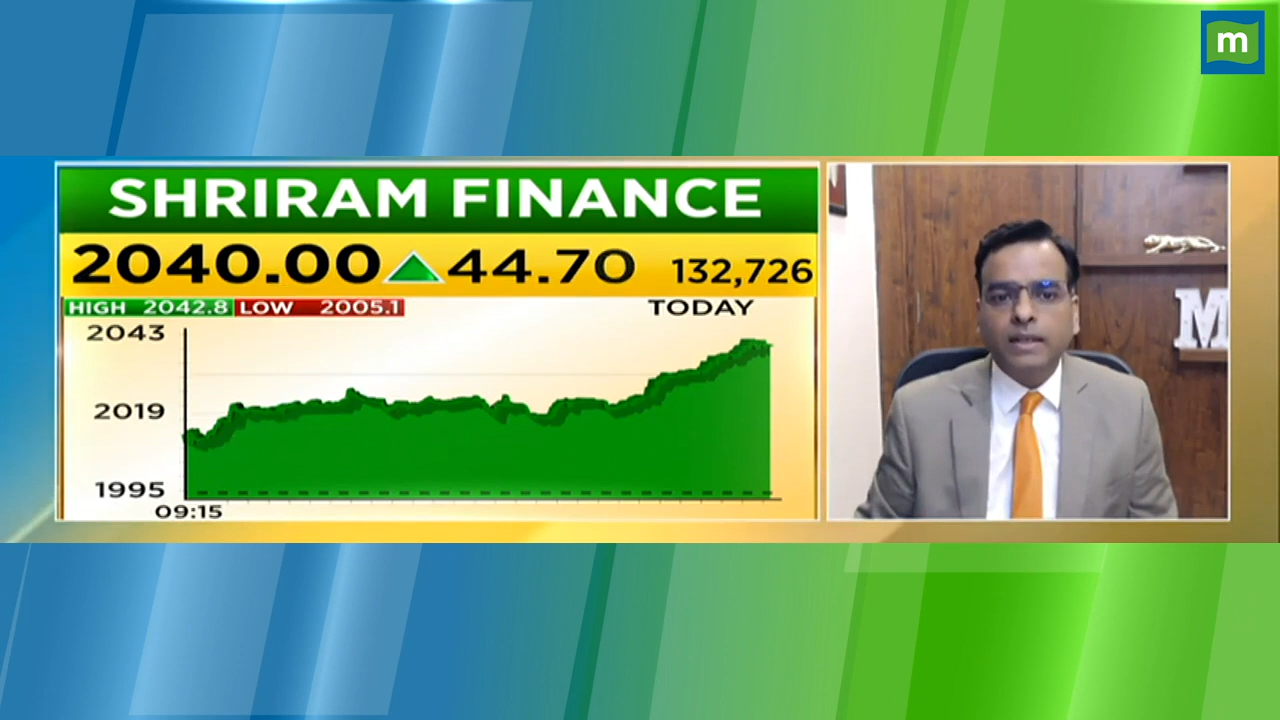 m
SHRIRAM FINANCE
2040.00 44.70 132,726
HIGH 2042.8 LOW 2005.1 TODAY
2043
2019
1995
09:15
M